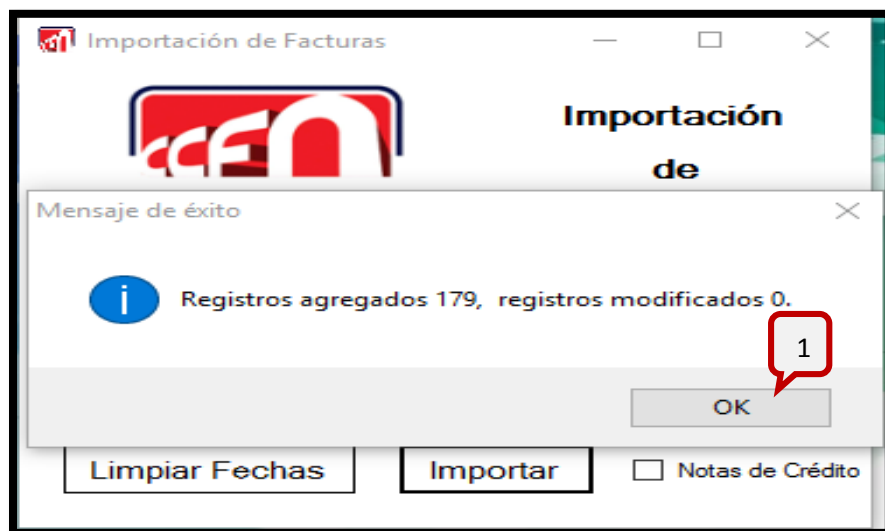 Importación de Facturas
Importación
de
Mensaje de éxito
Registros agregados 179, registros modificados 0.
1
OK
Limpiar Fechas
Importar
Notas de Crédito